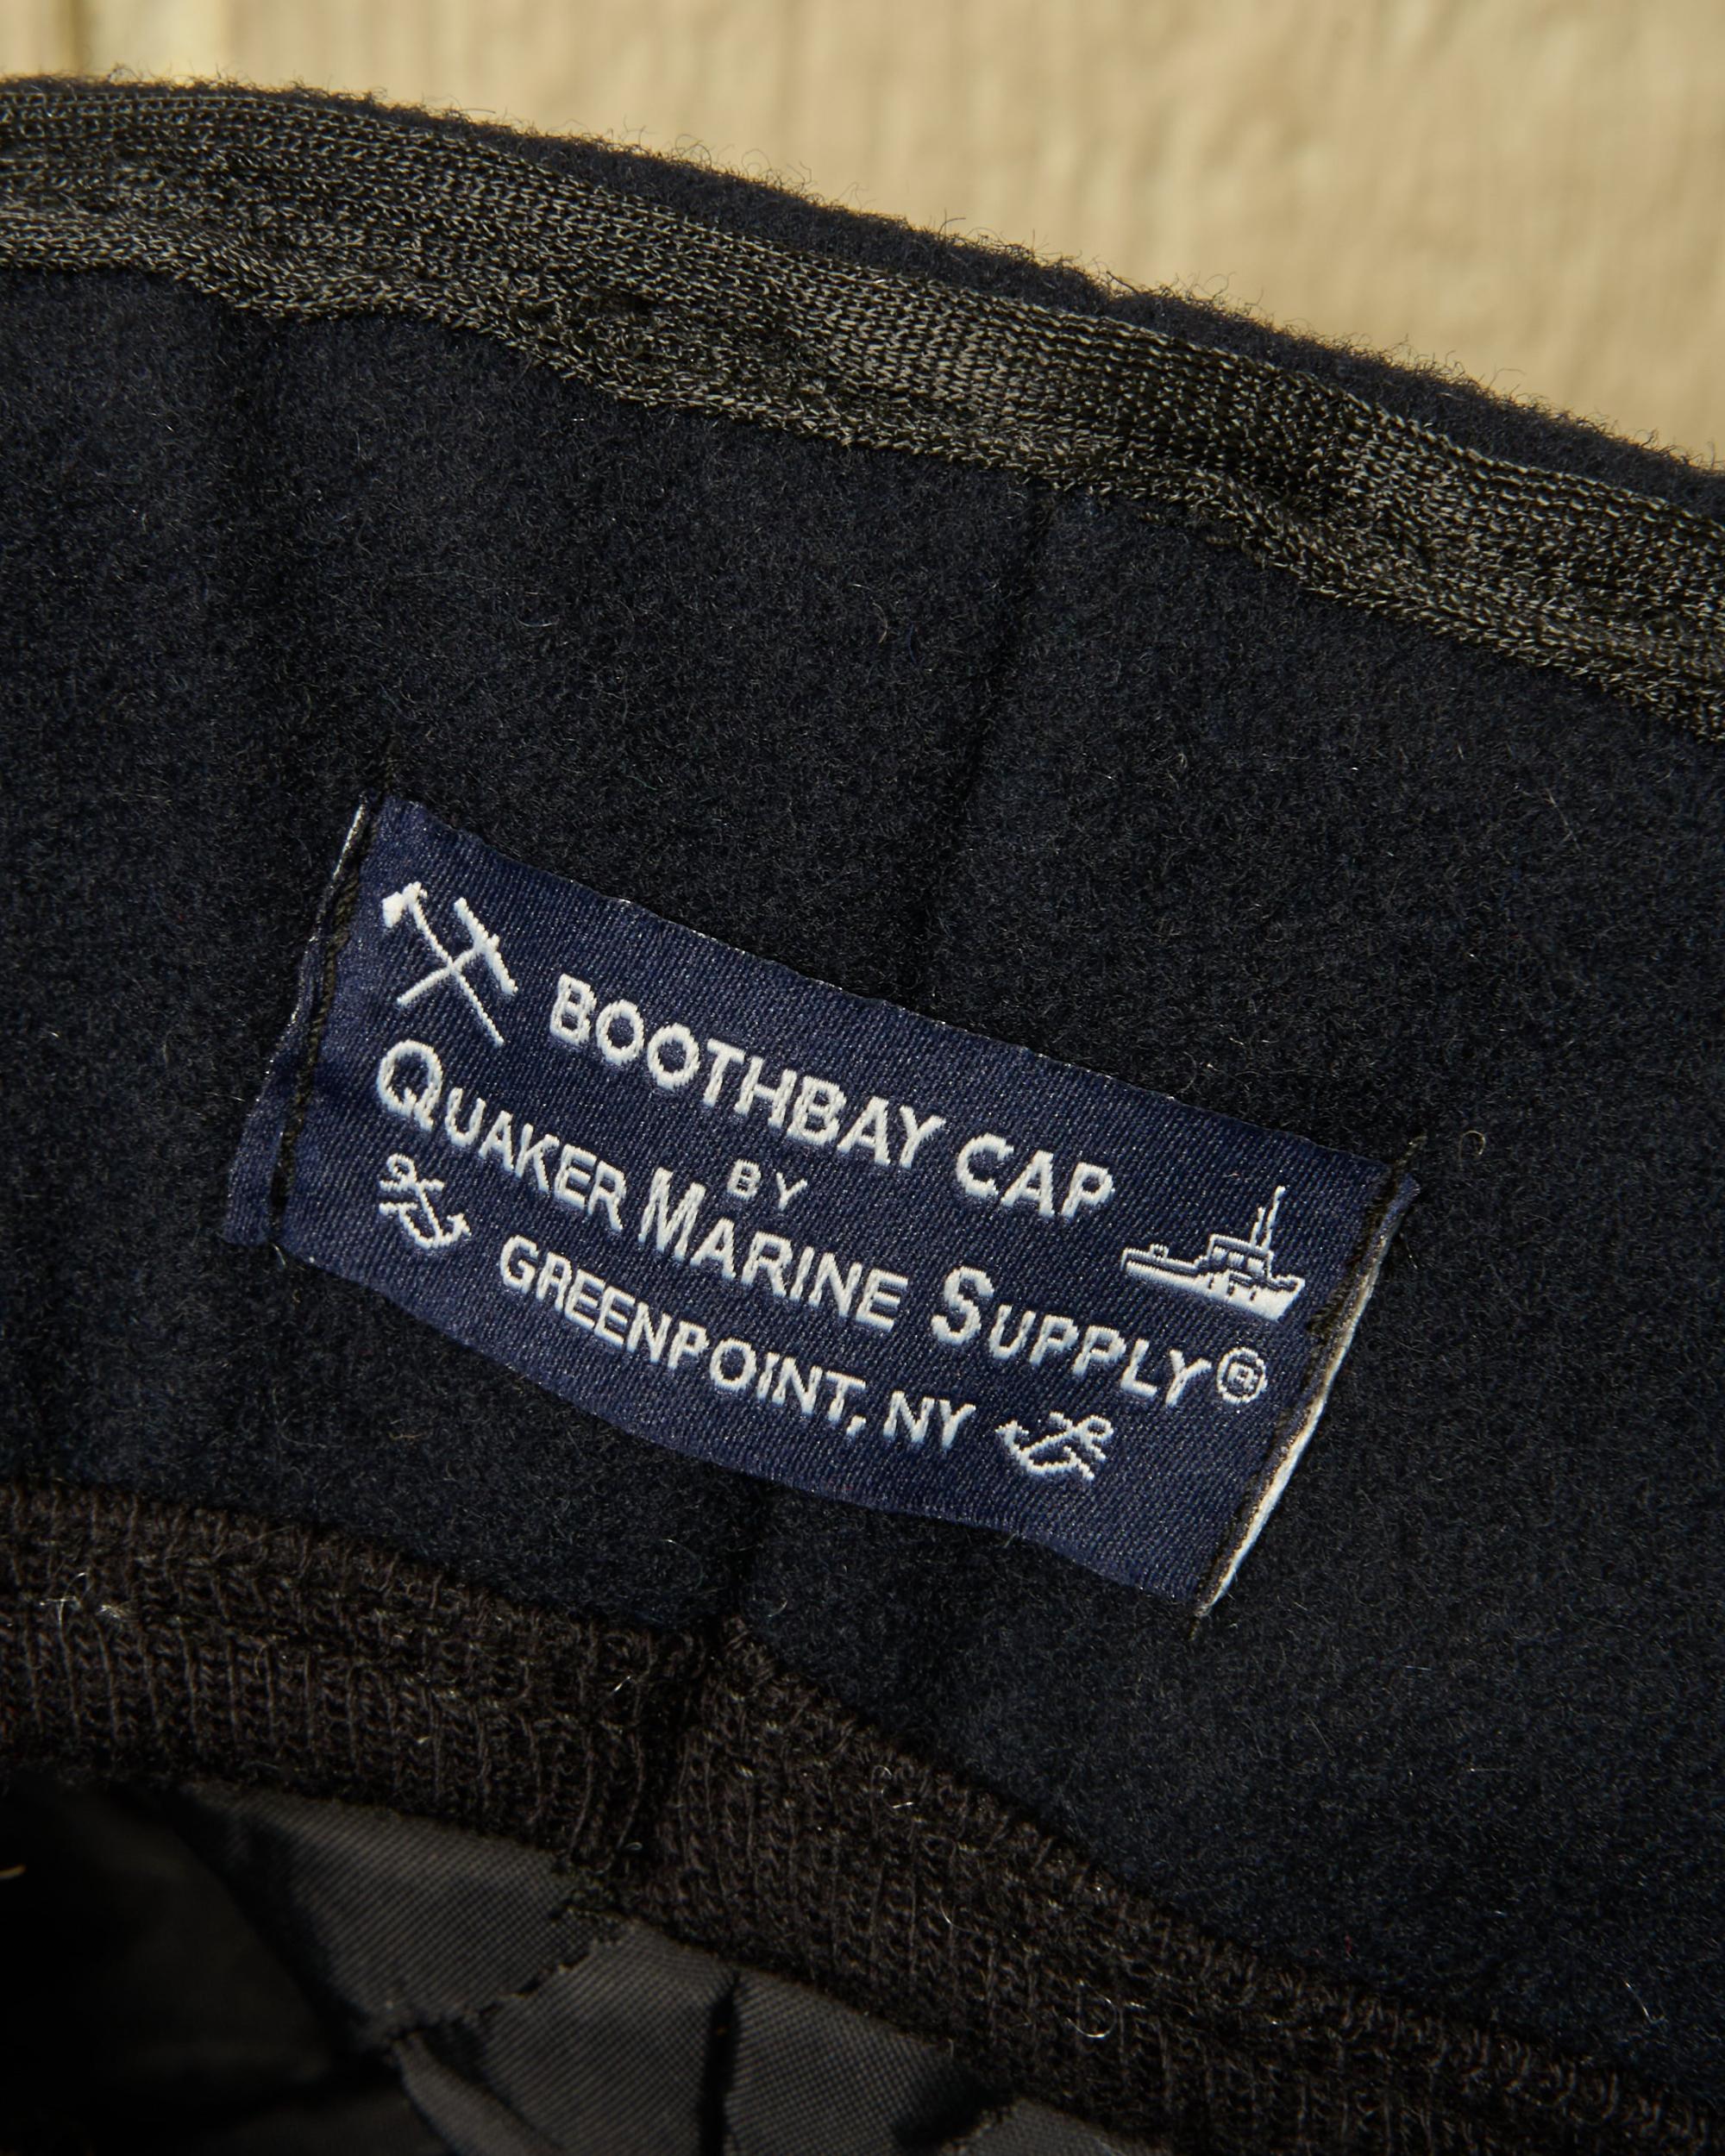 BOOTHBAY CAP
BY
QUAKER MARINE SUPPLY®
GREENPOINT, NY